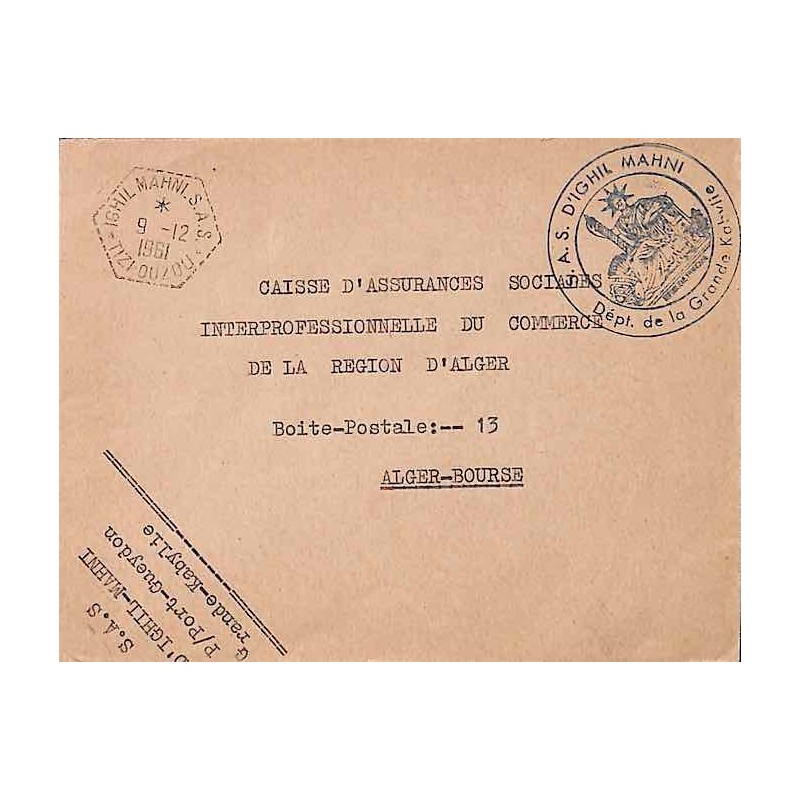 IGHIL MAHNI.S.A.S.
9 -12
1961
TIZI OUZOU
S.A.S. D'IGHIL MAHNI
Dépt. de la Grande Kabylie
CAISSE D'ASSURANCES SOCIALES
INTERPROFESSIONNELLE DU COMMERCE
DE LA REGION D'ALGER
Boite-Postale:-- 13
ALGER-BOURSE
S.A.S
D'IGHIL-MAHNI
P/Port-Gueydon
Grande-Kabylie